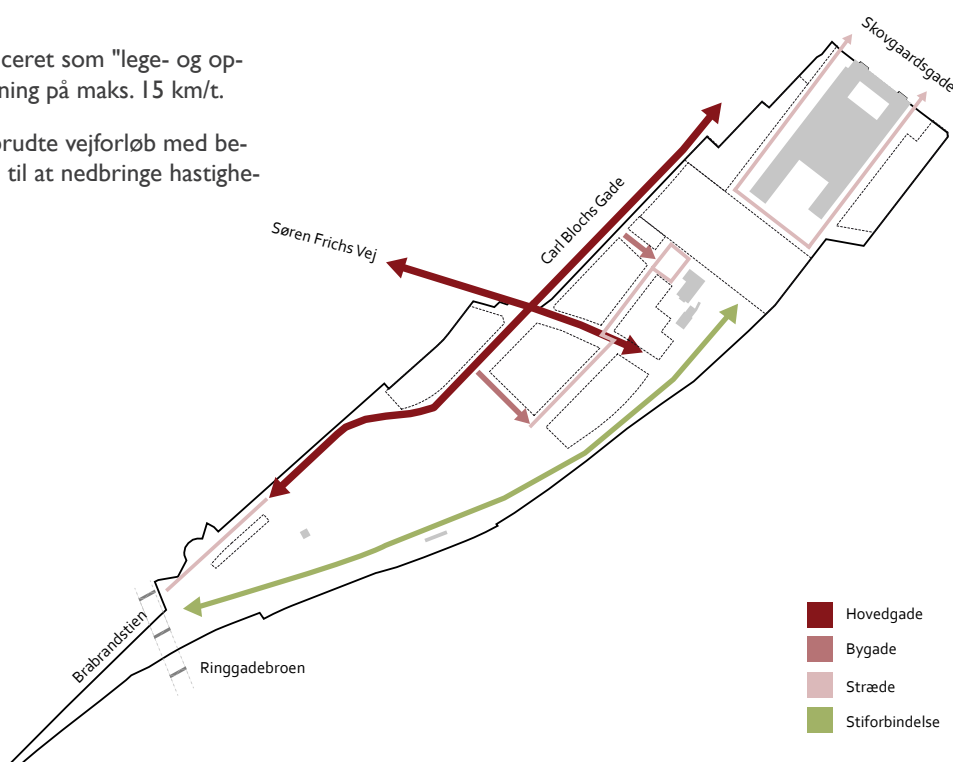 ceret som "lege- og op-
ning på maks. 15 km/t.
rudte vejforløb med be-
til at nedbringe hastighe-
Skovgaardsgade
Carl Blochs Gade
Søren Frichs Vej
Brabrandstien
Ringgadebroen
Hovedgade
Bygade
Stræde
Stiforbindelse